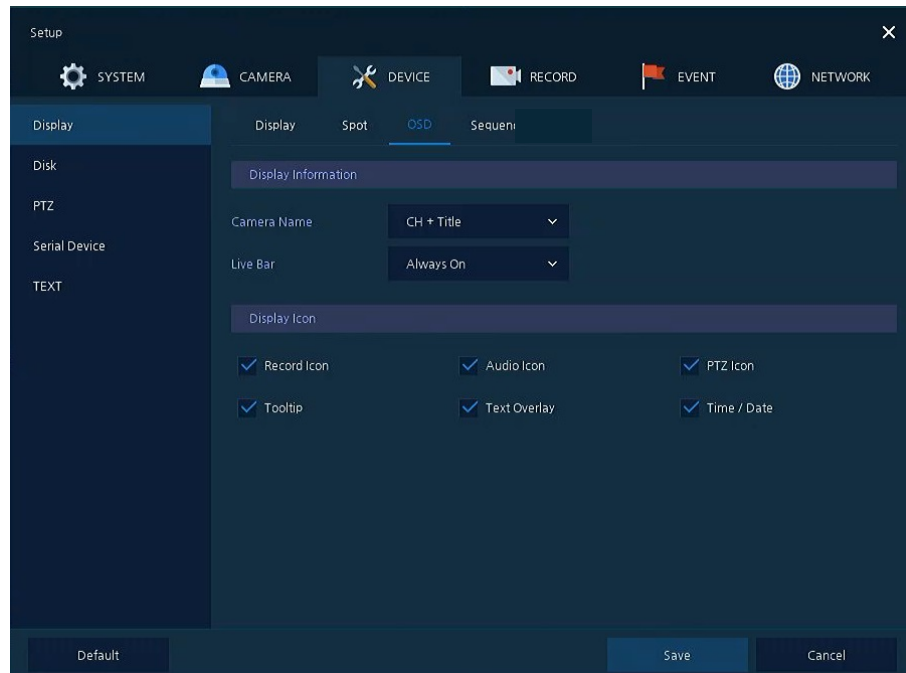 Setup
SYSTEM CAMERA DEVICE RECORD EVENT NETWORK
Display Display Spot OSD
Disk Display Information
PTZ Camera Name CH + Title
Serial Device Live Bar Always On
TEXT
Display Icon
Record Icon Audio Icon PTZ Icon
Tooltip Text Overlay Time / Date
Default Save Cancel